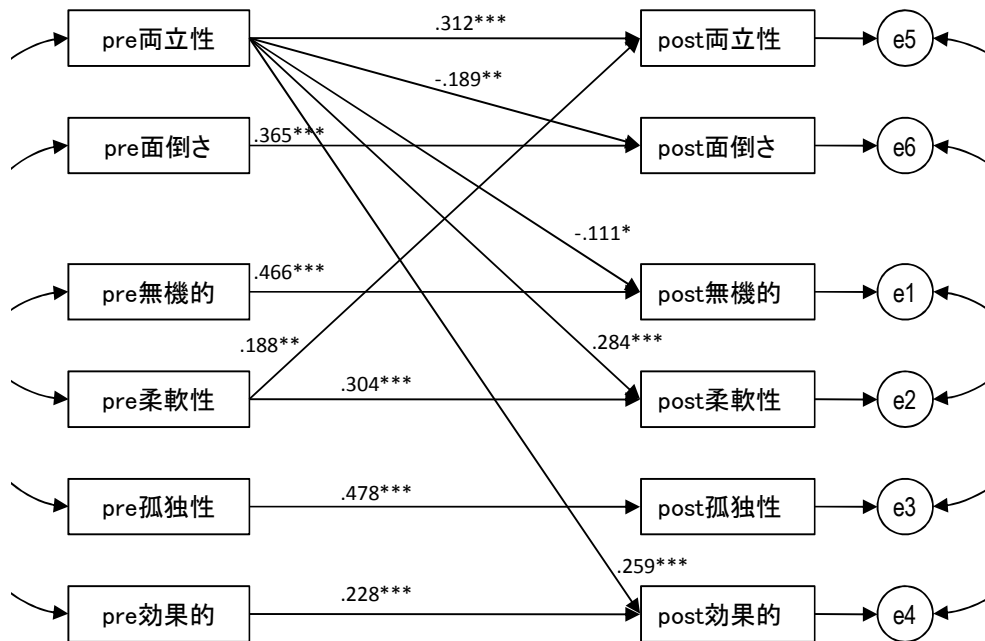 .312***
pre両立性
post両立性
e5
-.189**
.365***
pre面倒さ
post面倒さ
e6
-.111*
.466***
pre無機的
post無機的
e1
.188**
.284***
.304***
pre柔軟性
post柔軟性
e2
.478***
pre孤独性
post孤独性
e3
.259***
.228***
pre効果的
post効果的
e4